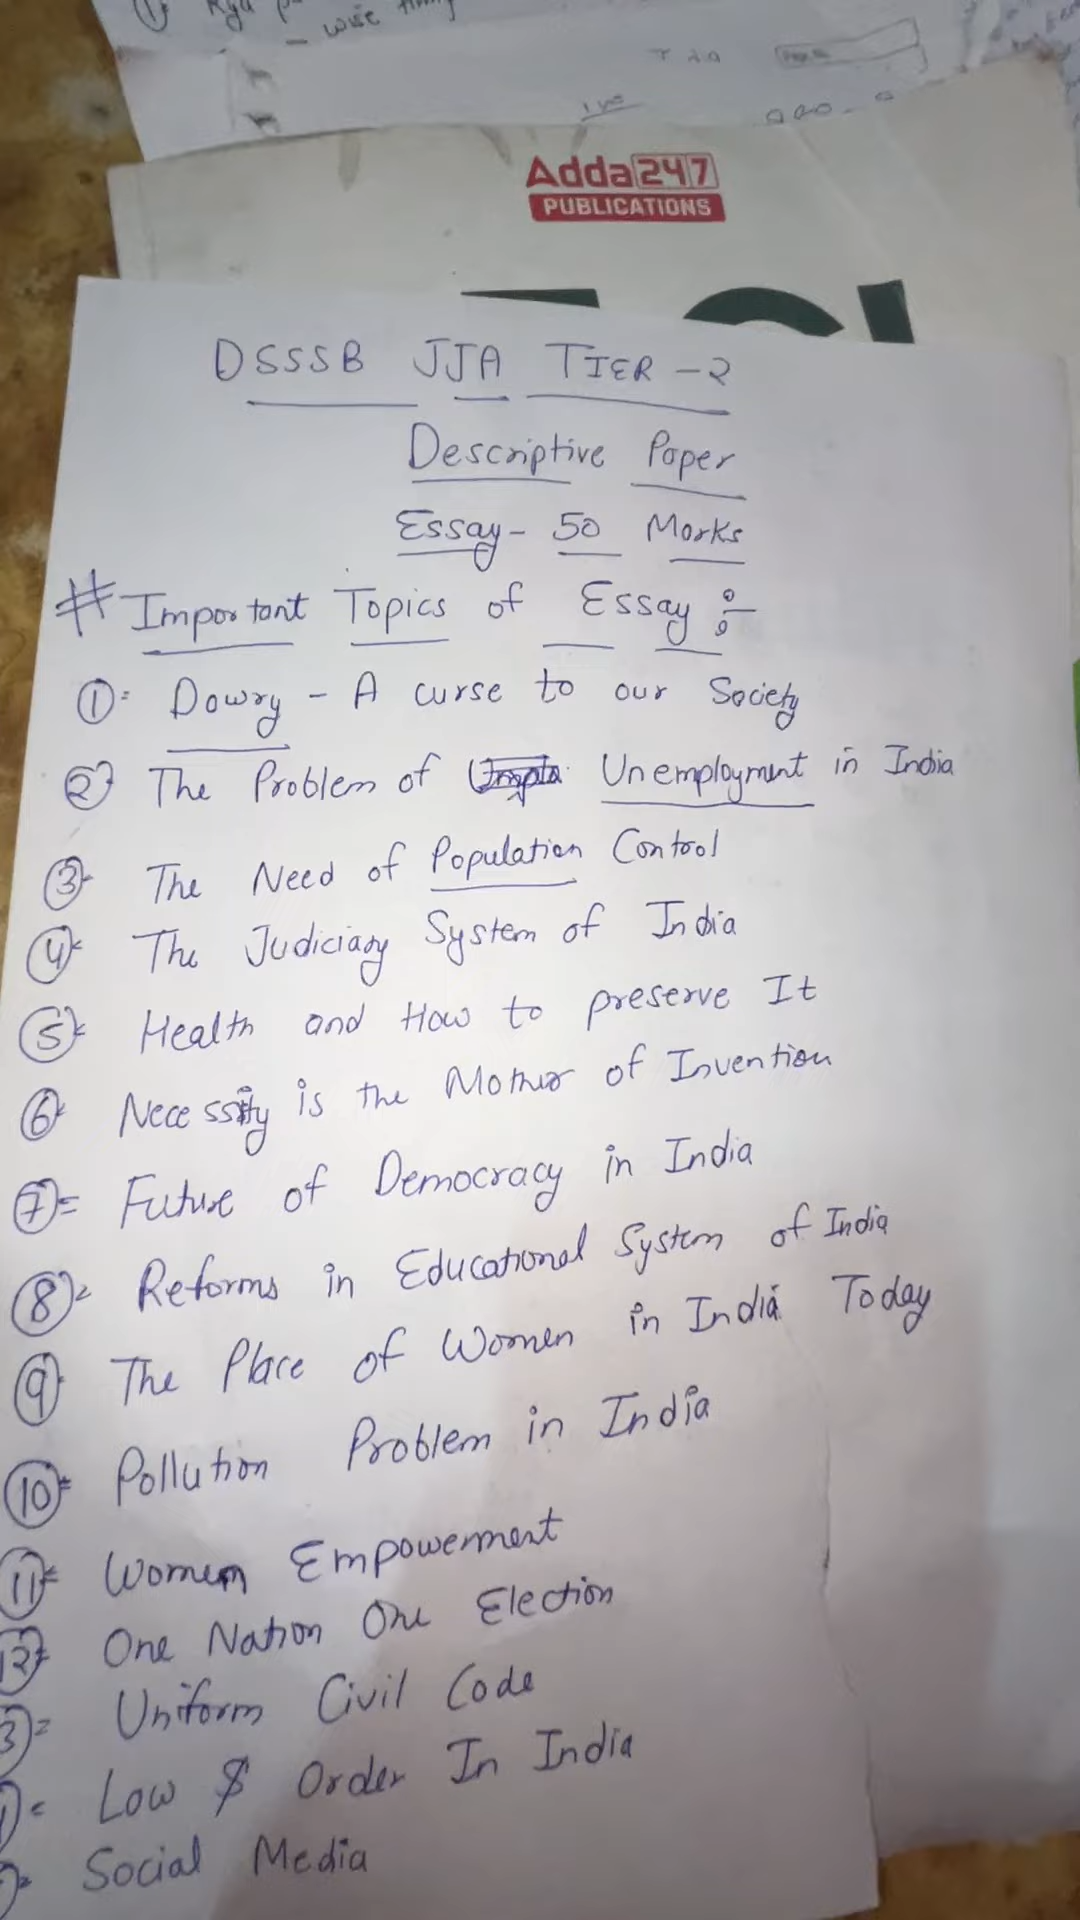 - wise
Adda247
PUBLICATIONS
DSSSB JJA TIER-2
Descriptive Paper
Essay - 50 Marks
# Important Topics of Essay :-
1= Dowry - A curse to our Society
2= The Problem of Unemployment in India
3= The Need of Population Control
4= The Judiciary System of India
5= Health and How to preserve It
6= Necessity is the Mother of Invention
7= Future of Democracy in India
8= Reforms in Educational System of India
9= The Place of Women in India Today
10= Pollution Problem in India
11= Women Empowerment
12= One Nation One Election
3= Uniform Civil Code
= Low & Order In India
= Social Media